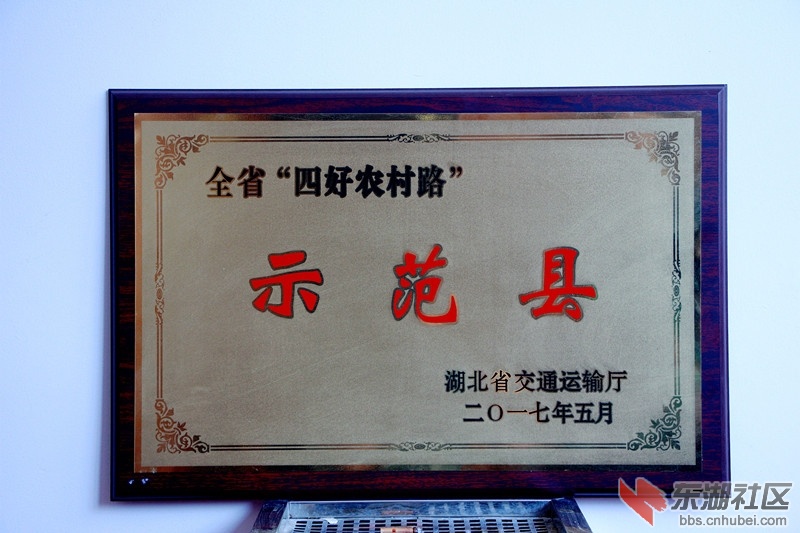 全省“四好农村路”
示范县
湖北省交通运输厅
二〇一七年五月
东湖社区
bbs.cnhubei.com